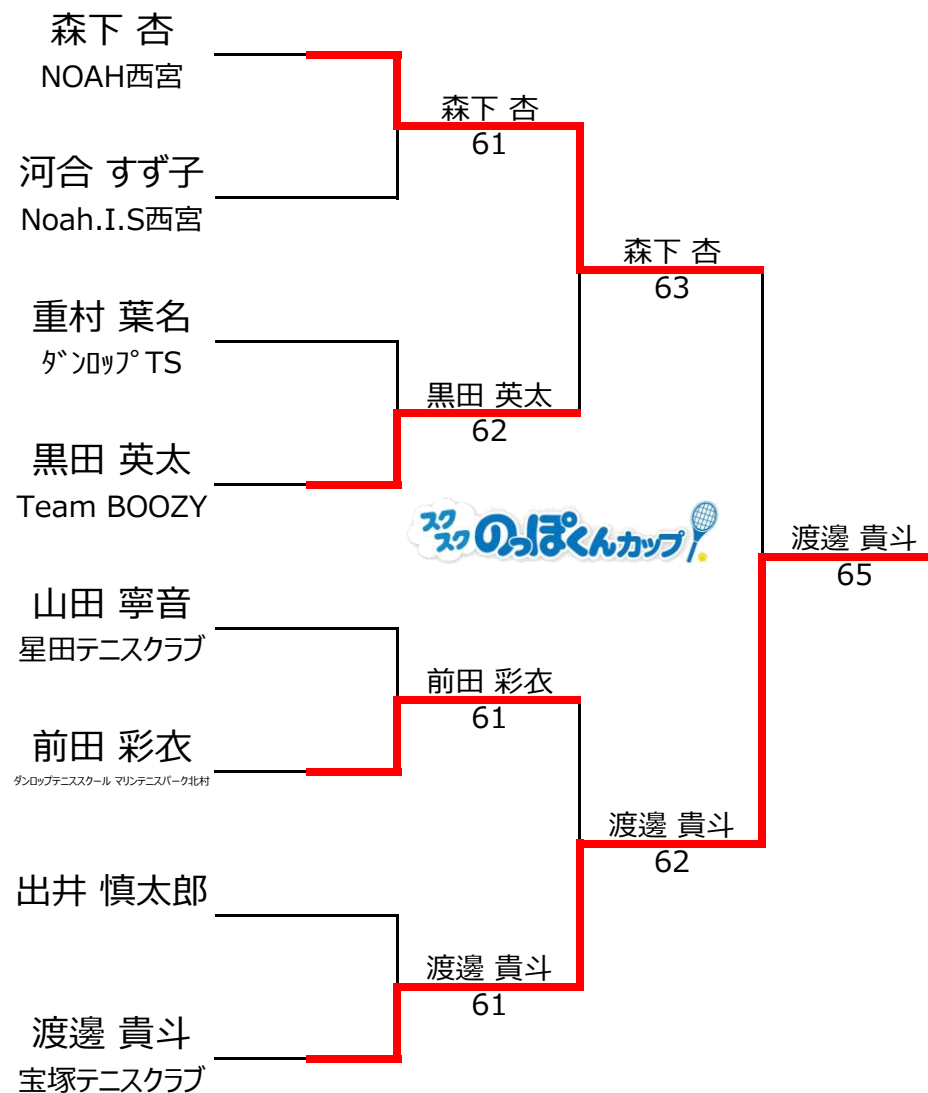 森下 杏
NOAH西宮
森下 杏
61
河合 すず子
Noah.I.S西宮
森下 杏
63
重村 葉名
ﾀﾞﾝﾛｯﾌﾟTS
黒田 英太
62
黒田 英太
Team BOOZY
スクスクのっぽくんカップ
渡邊 貴斗
65
山田 寧音
星田テニスクラブ
前田 彩衣
61
前田 彩衣
ダンロップテニススクール マリンテニスパーク北村
渡邊 貴斗
62
出井 慎太郎
渡邊 貴斗
61
渡邊 貴斗
宝塚テニスクラブ